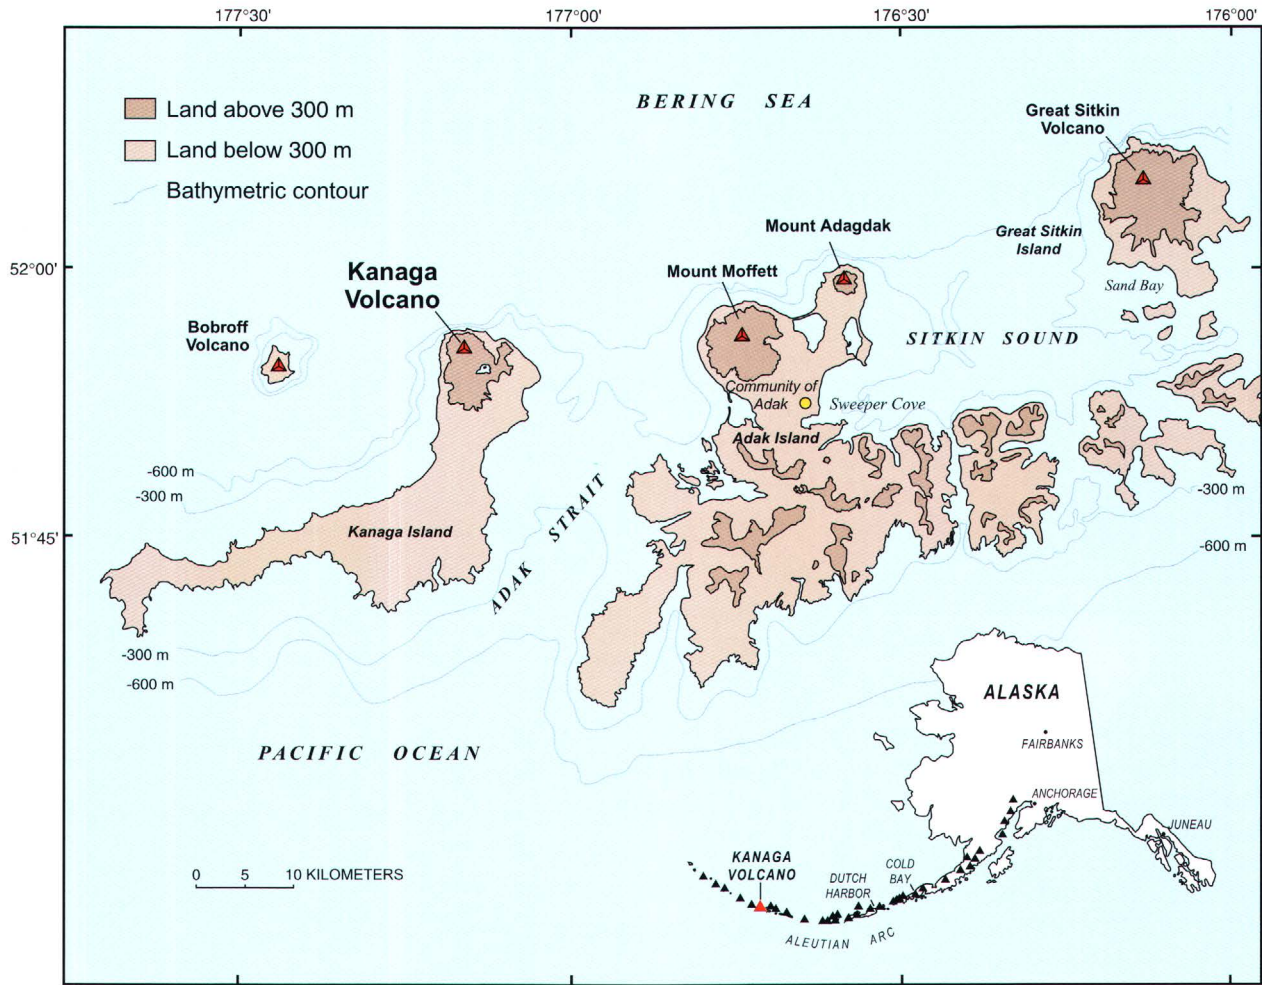 177°30'
177°00'
176°30'
176°00'
Land above 300 m
Land below 300 m
Bathymetric contour
BERING SEA
Great Sitkin
Volcano
Mount Adagdak
Great Sitkin
Island
52°00'
Kanaga
Volcano
Mount Moffett
Sand Bay
Bobroff
Volcano
SITKIN SOUND
Community of
Adak
Sweeper Cove
Adak Island
-600 m
-300 m
-300 m
51°45'
Kanaga Island
ADAK STRAIT
-600 m
-300 m
-600 m
ALASKA
FAIRBANKS
PACIFIC OCEAN
ANCHORAGE
JUNEAU
KANAGA
VOLCANO
COLD
BAY
DUTCH
HARBOR
0 5 10 KILOMETERS
ALEUTIAN ARC